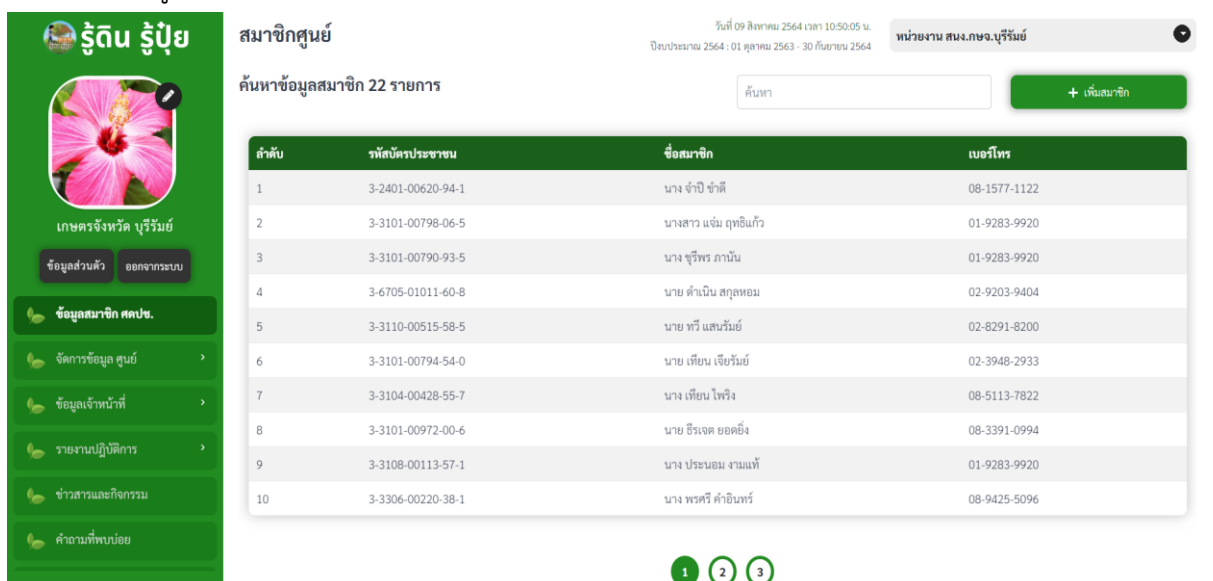 รู้ดิน รู้ปุ๋ย
สมาชิกศูนย์
วันที่ 09 สิงหาคม 2564 เวลา 10:50:05 น.
ปีงบประมาณ 2564 : 01 ตุลาคม 2563 - 30 กันยายน 2564
หน่วยงาน สนง.กษจ.บุรีรัมย์
ค้นหาข้อมูลสมาชิก 22 รายการ
ค้นหา
+ เพิ่มสมาชิก
เกษตรจังหวัด บุรีรัมย์
ข้อมูลส่วนตัว ออกจากระบบ
ข้อมูลสมาชิก ศดปช.
จัดการข้อมูล ศูนย์
ข้อมูลเจ้าหน้าที่
รายงานปฏิบัติการ
ข่าวสารและกิจกรรม
คำถามที่พบบ่อย
ลำดับ รหัสบัตรประชาชน ชื่อสมาชิก เบอร์โทร
1 3-2401-00620-94-1 นาง จำปี ขำดี 08-1577-1122
2 3-3101-00798-06-5 นางสาว แจ่ม ฤทธิแก้ว 01-9283-9920
3 3-3101-00790-93-5 นาง ชุรีพร ภานัน 01-9283-9920
4 3-6705-01011-60-8 นาย ดำเนิน สกุลหอม 02-9203-9404
5 3-3110-00515-58-5 นาย ทวี แสนรัมย์ 02-8291-8200
6 3-3101-00794-54-0 นาย เทียน เจียรัมย์ 02-3948-2933
7 3-3104-00428-55-7 นาง เทียน ไพริง 08-5113-7822
8 3-3101-00972-00-6 นาย ธีรเจต ยอดยิ่ง 08-3391-0994
9 3-3108-00113-57-1 นาง ประนอม งามแท้ 01-9283-9920
10 3-3306-00220-38-1 นาง พรศรี คำอินทร์ 08-9425-5096
1 2 3